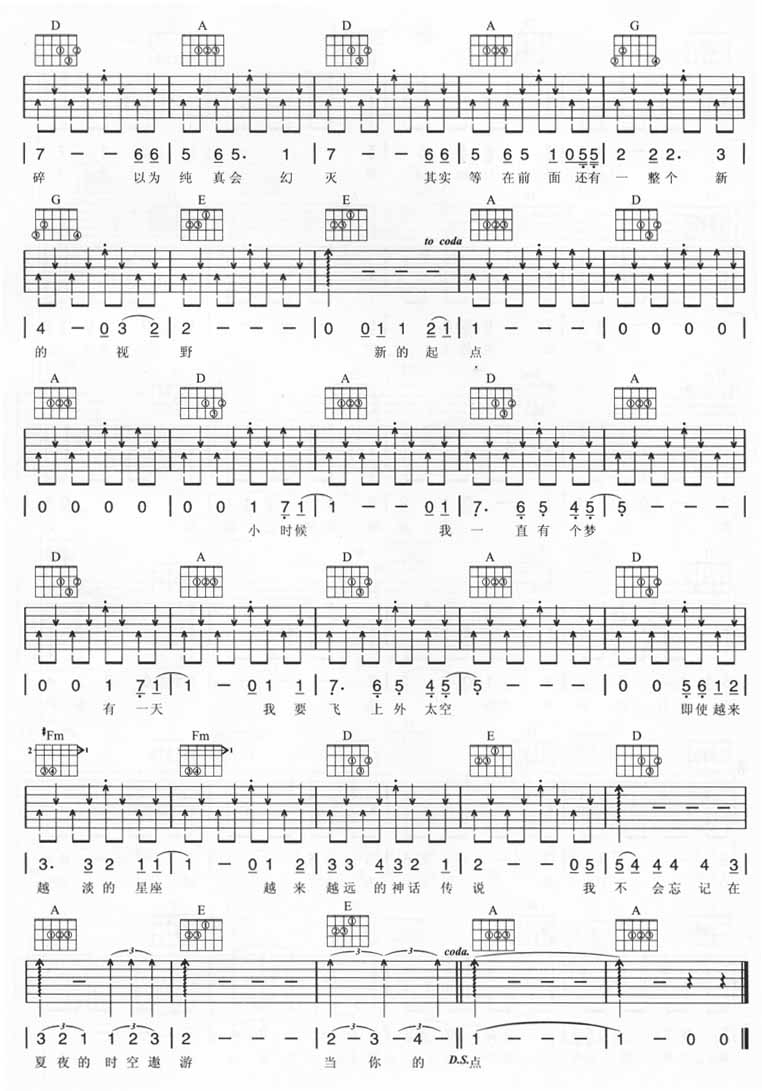 D A D A G
7 - - 6 6 | 5 6 5. 1 | 7 - - 6 6 | 5 6 5 1 0 5 5 | 2 2 2. 3
碎 以为 纯 真会 幻 灭 其实 等 在前 面 还有 一 整个 新
G E E A D
to coda
4 - 0 3 2 | 2 - - - | 0 0 1 1 2 1 | 1 - - - | 0 0 0 0
的 视 野 新的起 点
A D A D A
0 0 0 0 | 0 0 1 7 1 | 1 - - 0 1 | 7. 6 5 4 5 | 5 - - -
小 时候 我 一 直有 个梦
D A D A D
0 0 1 7 1 | 1 - 0 1 1 | 7. 6 5 4 5 | 5 - - - | 0 0 5 6 1 2
有 一天 我 要 飞 上外 太空 即使越来
#Fm Fm D E D
3. 3 2 1 1 | 1 - 0 1 2 | 3 3 4 3 2 1 | 2 - - 0 5 | 5 4 4 4 4 3
越 淡的 星座 越 来 越远 的神话 传 说 我 不 会忘 记 在
A E E A A
coda.
3 2 1 1 2 3 | 2 - - - | 2 - 3 - 4 - | 1 - - - | 1 - 0 0
夏夜的 时空遨 游 当 你 的 D.S. 点